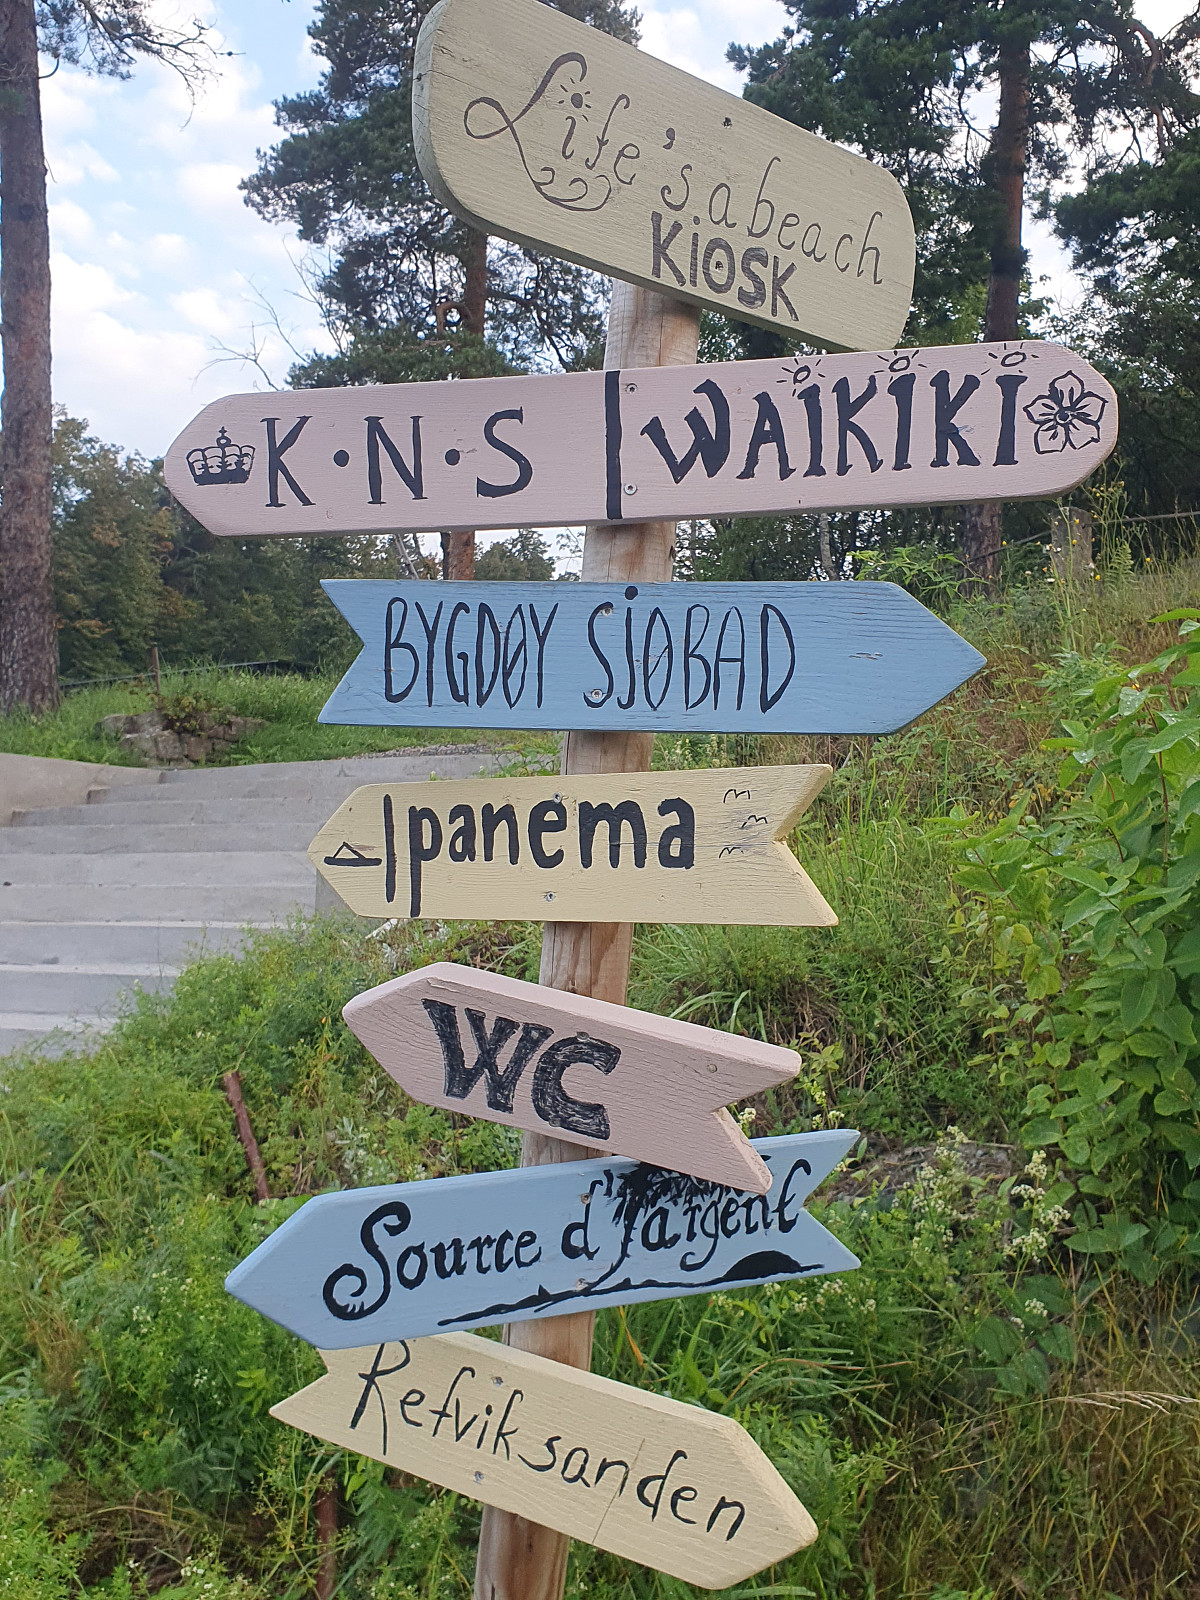 Life's a beach
KiOSK
K·N·S | WAiKiKi
BYGDØY SJØBAD
Ipanema
WC
Source d'argent
Refviksanden